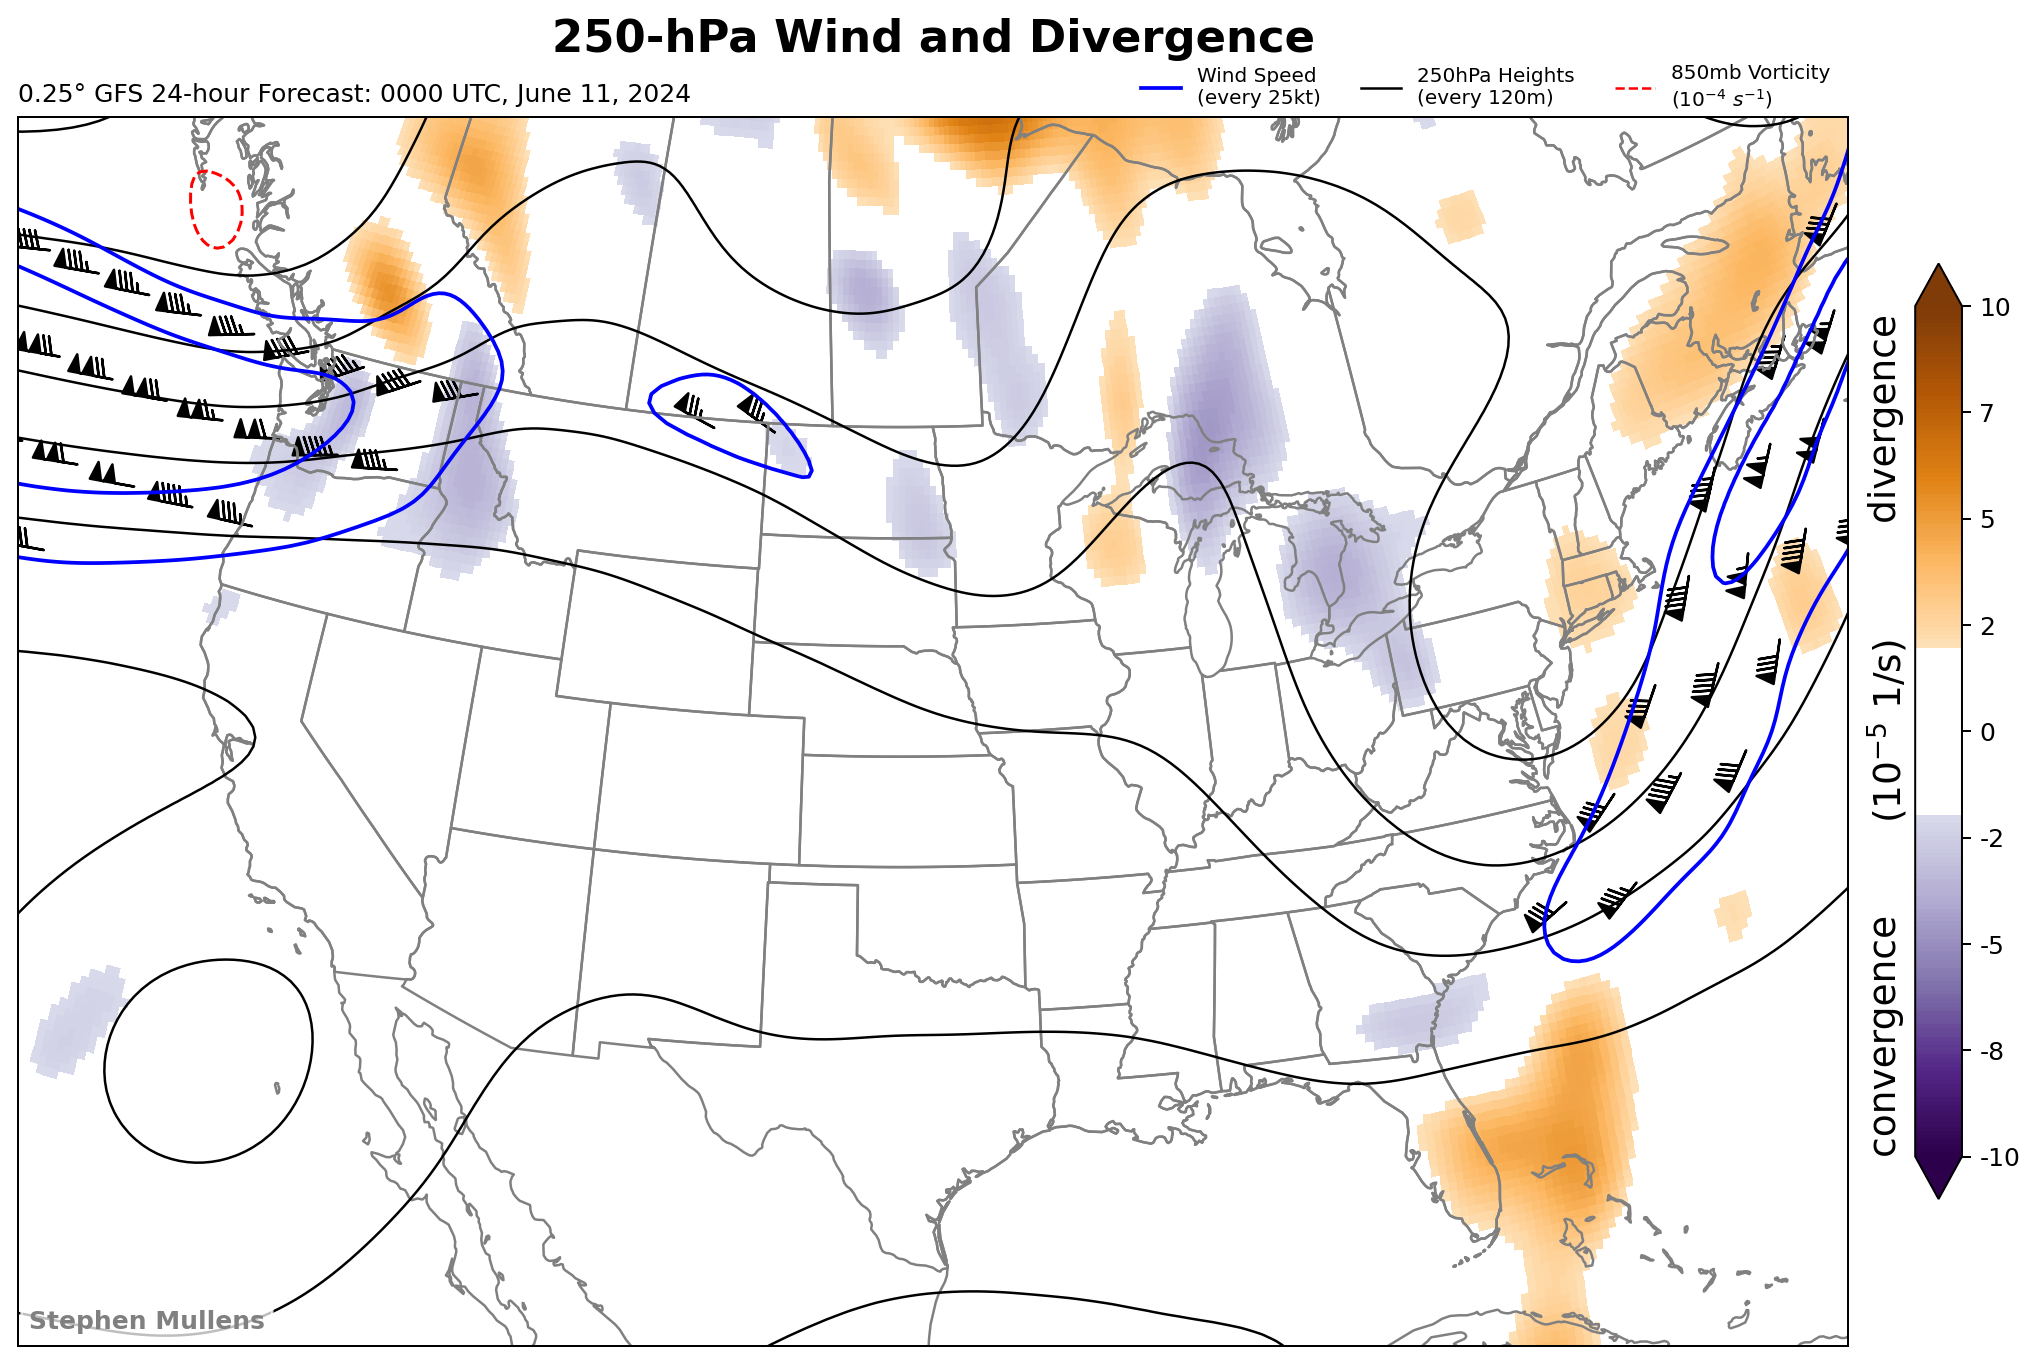 250-hPa Wind and Divergence
0.25° GFS 24-hour Forecast: 0000 UTC, June 11, 2024
Wind Speed
(every 25kt)
250hPa Heights
(every 120m)
850mb Vorticity
(10⁻⁴ s⁻¹)
10
7
5
2
0
-2
-5
-8
-10
convergence (10⁻⁵ 1/s) divergence
Stephen Mullens